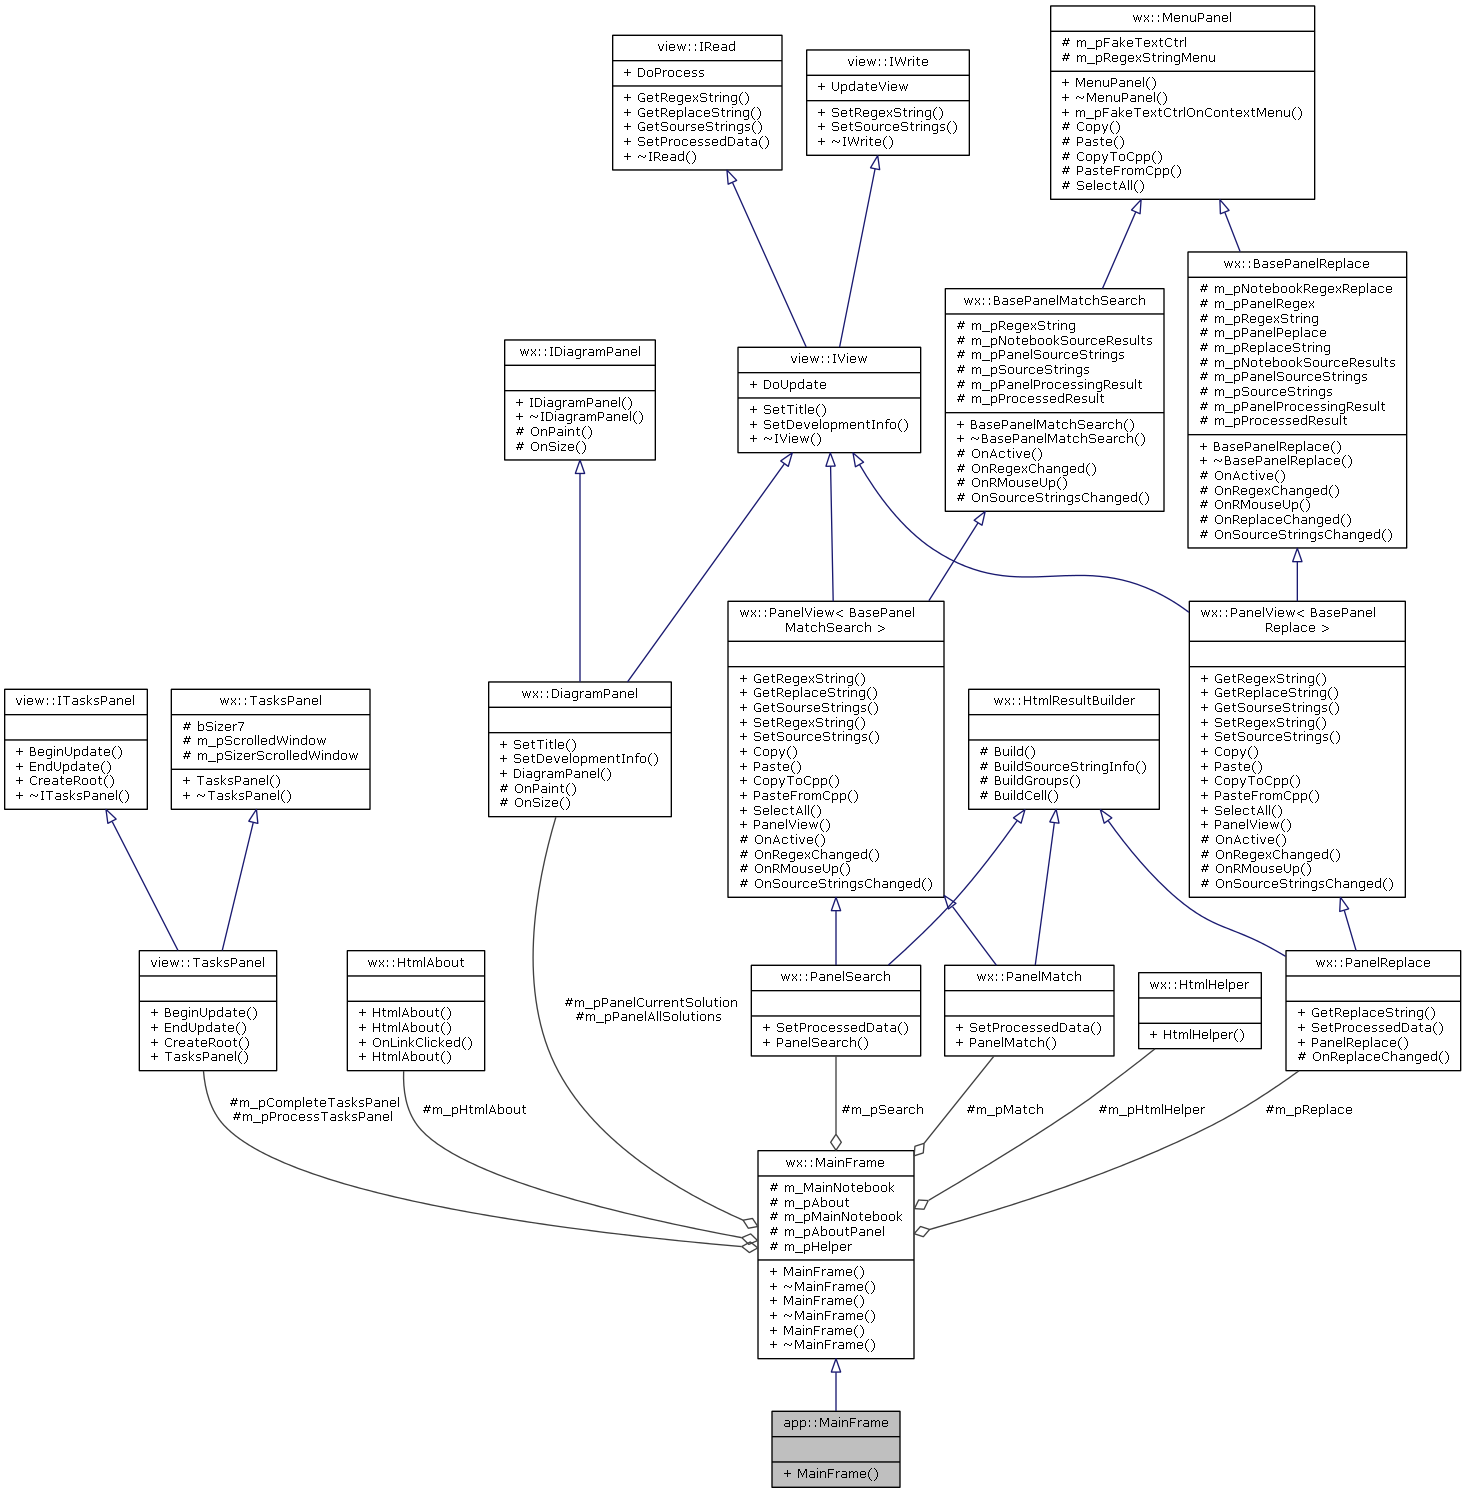 wx::MenuPanel
# m_pFakeTextCtrl
# m_pRegexStringMenu
+ MenuPanel()
+ ~MenuPanel()
+ m_pFakeTextCtrlOnContextMenu()
# Copy()
# Paste()
# CopyToCpp()
# PasteFromCpp()
# SelectAll()
view::IRead
+ DoProcess
+ GetRegexString()
+ GetReplaceString()
+ GetSourseStrings()
+ SetProcessedData()
+ ~IRead()
view::IWrite
+ UpdateView
+ SetRegexString()
+ SetSourceStrings()
+ ~IWrite()
wx::BasePanelReplace
# m_pNotebookRegexReplace
# m_pPanelRegex
# m_pRegexString
# m_pPanelPeplace
# m_pReplaceString
# m_pNotebookSourceResults
# m_pPanelSourceStrings
# m_pSourceStrings
# m_pPanelProcessingResult
# m_pProcessedResult
+ BasePanelReplace()
+ ~BasePanelReplace()
# OnActive()
# OnRegexChanged()
# OnRMouseUp()
# OnReplaceChanged()
# OnSourceStringsChanged()
wx::BasePanelMatchSearch
# m_pRegexString
# m_pNotebookSourceResults
# m_pPanelSourceStrings
# m_pSourceStrings
# m_pPanelProcessingResult
# m_pProcessedResult
+ BasePanelMatchSearch()
+ ~BasePanelMatchSearch()
# OnActive()
# OnRegexChanged()
# OnRMouseUp()
# OnSourceStringsChanged()
wx::IDiagramPanel
+ IDiagramPanel()
+ ~IDiagramPanel()
# OnPaint()
# OnSize()
view::IView
+ DoUpdate
+ SetTitle()
+ SetDevelopmentInfo()
+ ~IView()
wx::PanelView< BasePanel
MatchSearch >
+ GetRegexString()
+ GetReplaceString()
+ GetSourseStrings()
+ SetRegexString()
+ SetSourceStrings()
+ Copy()
+ Paste()
+ CopyToCpp()
+ PasteFromCpp()
+ SelectAll()
+ PanelView()
# OnActive()
# OnRegexChanged()
# OnRMouseUp()
# OnSourceStringsChanged()
wx::PanelView< BasePanel
Replace >
+ GetRegexString()
+ GetReplaceString()
+ GetSourseStrings()
+ SetRegexString()
+ SetSourceStrings()
+ Copy()
+ Paste()
+ CopyToCpp()
+ PasteFromCpp()
+ SelectAll()
+ PanelView()
# OnActive()
# OnRegexChanged()
# OnRMouseUp()
# OnSourceStringsChanged()
view::ITasksPanel
+ BeginUpdate()
+ EndUpdate()
+ CreateRoot()
+ ~ITasksPanel()
wx::TasksPanel
# bSizer7
# m_pScrolledWindow
# m_pSizerScrolledWindow
+ TasksPanel()
+ ~TasksPanel()
wx::DiagramPanel
+ SetTitle()
+ SetDevelopmentInfo()
+ DiagramPanel()
# OnPaint()
# OnSize()
wx::HtmlResultBuilder
# Build()
# BuildSourceStringInfo()
# BuildGroups()
# BuildCell()
view::TasksPanel
+ BeginUpdate()
+ EndUpdate()
+ CreateRoot()
+ TasksPanel()
wx::HtmlAbout
+ HtmlAbout()
+ HtmlAbout()
+ OnLinkClicked()
+ HtmlAbout()
#m_pPanelCurrentSolution
#m_pPanelAllSolutions
wx::PanelSearch
+ SetProcessedData()
+ PanelSearch()
wx::PanelMatch
+ SetProcessedData()
+ PanelMatch()
wx::HtmlHelper
+ HtmlHelper()
wx::PanelReplace
+ GetReplaceString()
+ SetProcessedData()
+ PanelReplace()
# OnReplaceChanged()
#m_pCompleteTasksPanel
#m_pProcessTasksPanel
#m_pHtmlAbout
#m_pSearch
#m_pMatch
#m_pHtmlHelper
#m_pReplace
wx::MainFrame
# m_MainNotebook
# m_pAbout
# m_pMainNotebook
# m_pAboutPanel
# m_pHelper
+ MainFrame()
+ ~MainFrame()
+ MainFrame()
+ ~MainFrame()
+ MainFrame()
+ ~MainFrame()
app::MainFrame
+ MainFrame()